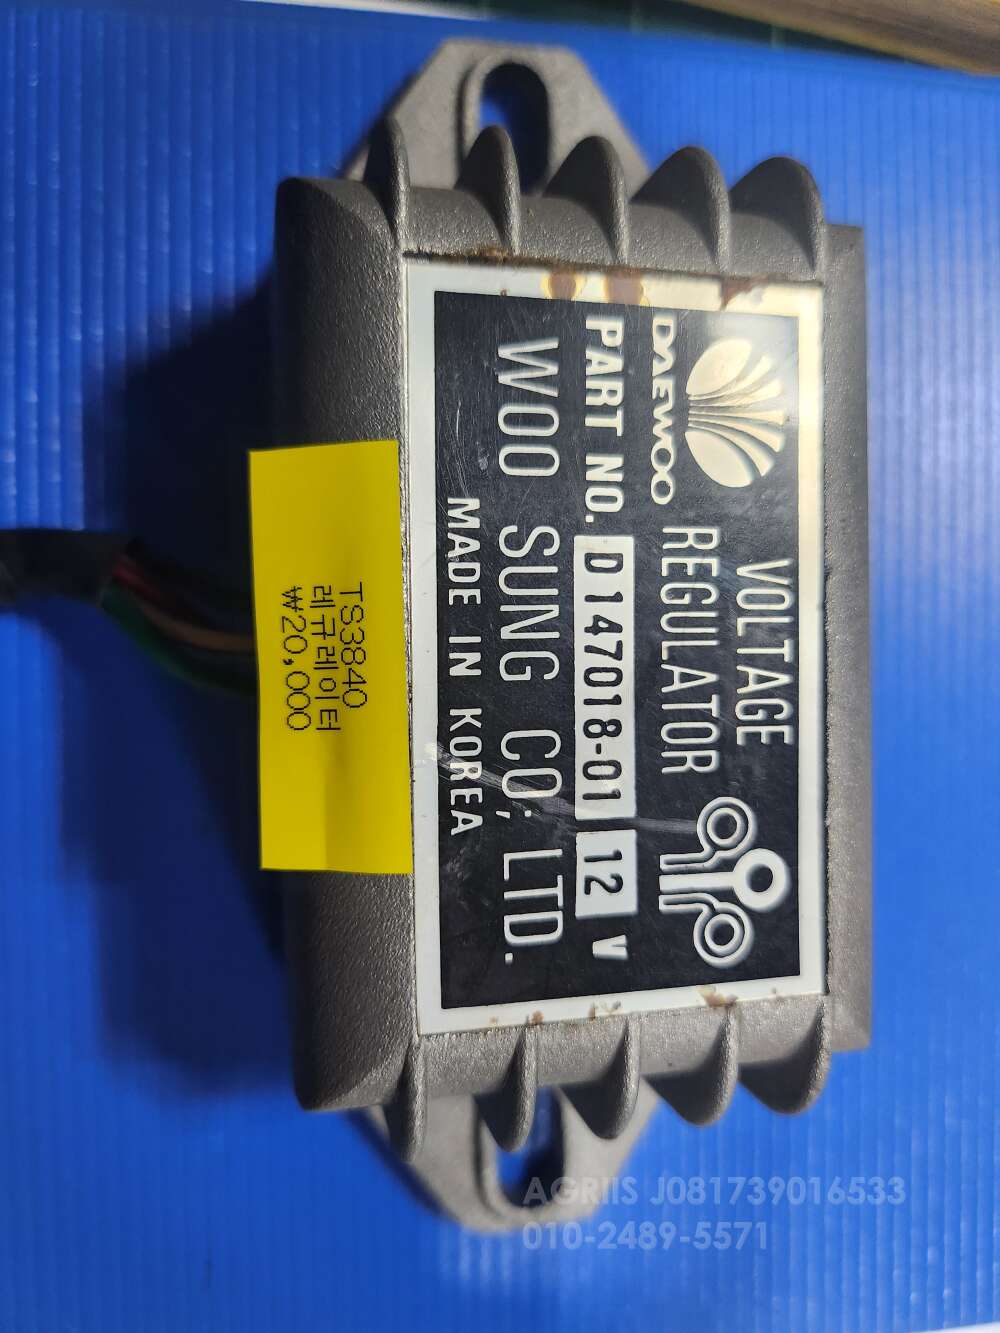 VOLTAGE
REGULATOR
DAEWOO
PART NO. D147018-01 12 V
WOO SUNG CO; LTD.
MADE IN KOREA
TS3840
레귤레이터
₩20,000
AGRIIS J081739016533
010-2489-5571